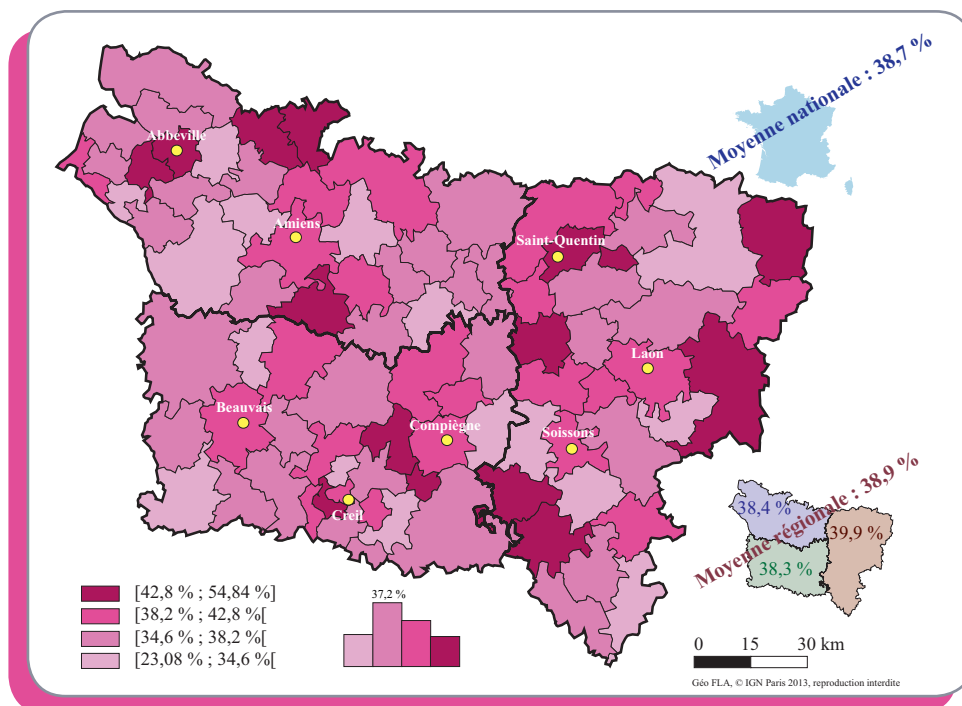 Moyenne nationale : 38,7 %
Abbeville
Amiens
Saint-Quentin
Laon
Beauvais
Compiègne
Soissons
Creil
Moyenne régionale : 38,9 %
38,4 %
39,9 %
38,3 %
[42,8 % ; 54,84 %]
[38,2 % ; 42,8 %[
[34,6 % ; 38,2 %[
[23,08 % ; 34,6 %[
37,2 %
0 15 30 km
Géo FLA, © IGN Paris 2013, reproduction interdite